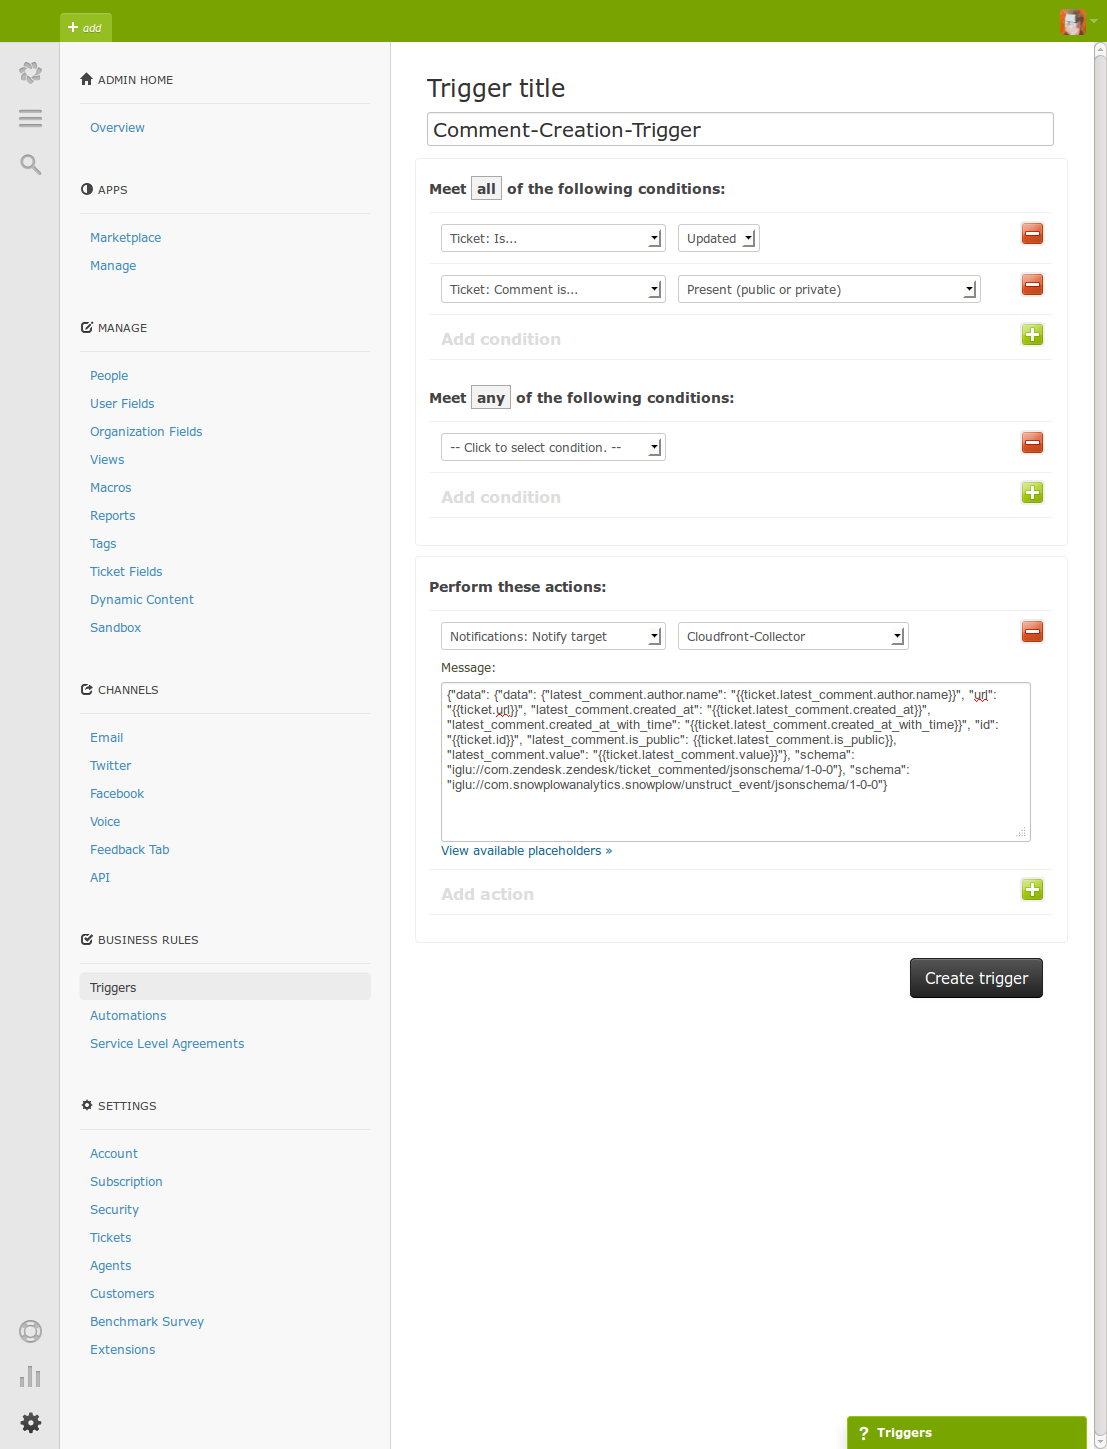 add
ADMIN HOME
Overview
APPS
Marketplace
Manage
MANAGE
People
User Fields
Organization Fields
Views
Macros
Reports
Tags
Ticket Fields
Dynamic Content
Sandbox
CHANNELS
Email
Twitter
Facebook
Voice
Feedback Tab
API
BUSINESS RULES
Triggers
Automations
Service Level Agreements
SETTINGS
Account
Subscription
Security
Tickets
Agents
Customers
Benchmark Survey
Extensions
Trigger title
Comment-Creation-Trigger
Meet all of the following conditions:
Ticket: Is... Updated
Ticket: Comment is... Present (public or private)
Add condition
Meet any of the following conditions:
-- Click to select condition. --
Add condition
Perform these actions:
Notifications: Notify target Cloudfront-Collector
Message:
{"data": {"data": {"latest_comment.author.name": "{{ticket.latest_comment.author.name}}", "url":
"{{ticket.url}}", "latest_comment.created_at": "{{ticket.latest_comment.created_at}}",
"latest_comment.created_at_with_time": "{{ticket.latest_comment.created_at_with_time}}", "id":
"{{ticket.id}}", "latest_comment.is_public": {{ticket.latest_comment.is_public}},
"latest_comment.value": "{{ticket.latest_comment.value}}"}, "schema":
"iglu://com.zendesk.zendesk/ticket_commented/jsonschema/1-0-0"}, "schema":
"iglu://com.snowplowanalytics.snowplow/unstruct_event/jsonschema/1-0-0"}
View available placeholders »
Add action
Create trigger
? Triggers